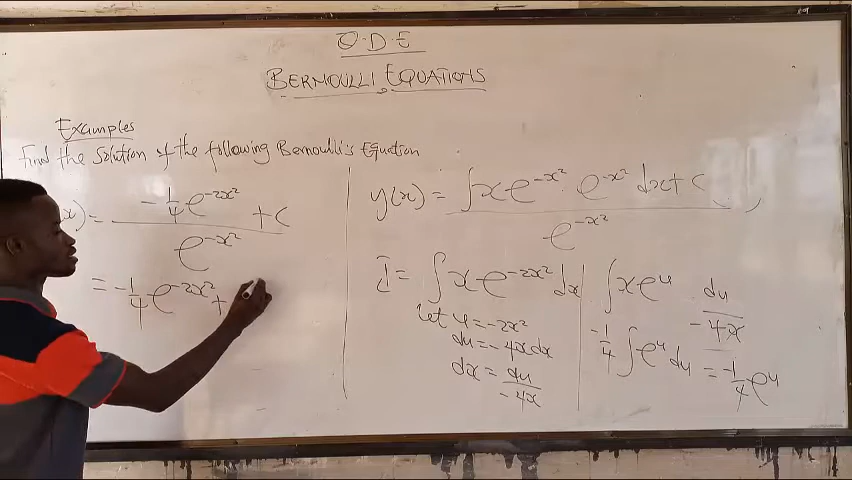 O.D.E
BERNOULLI EQUATIONS
Examples
Find the Solution of the following Bernoulli's Equation
x) = -1/4 e^{-2x²} + C / e^{-x²}
= -1/4 e^{-2x²} +
y(x) = ∫ x e^{-x²} · e^{-x²} dx + C / e^{-x²}
I = ∫ x e^{-2x²} dx
let u = -2x²
du = -4x dx
dx = du / -4x
∫ x e^u du / -4x
-1/4 ∫ e^u du = -1/4 e^u